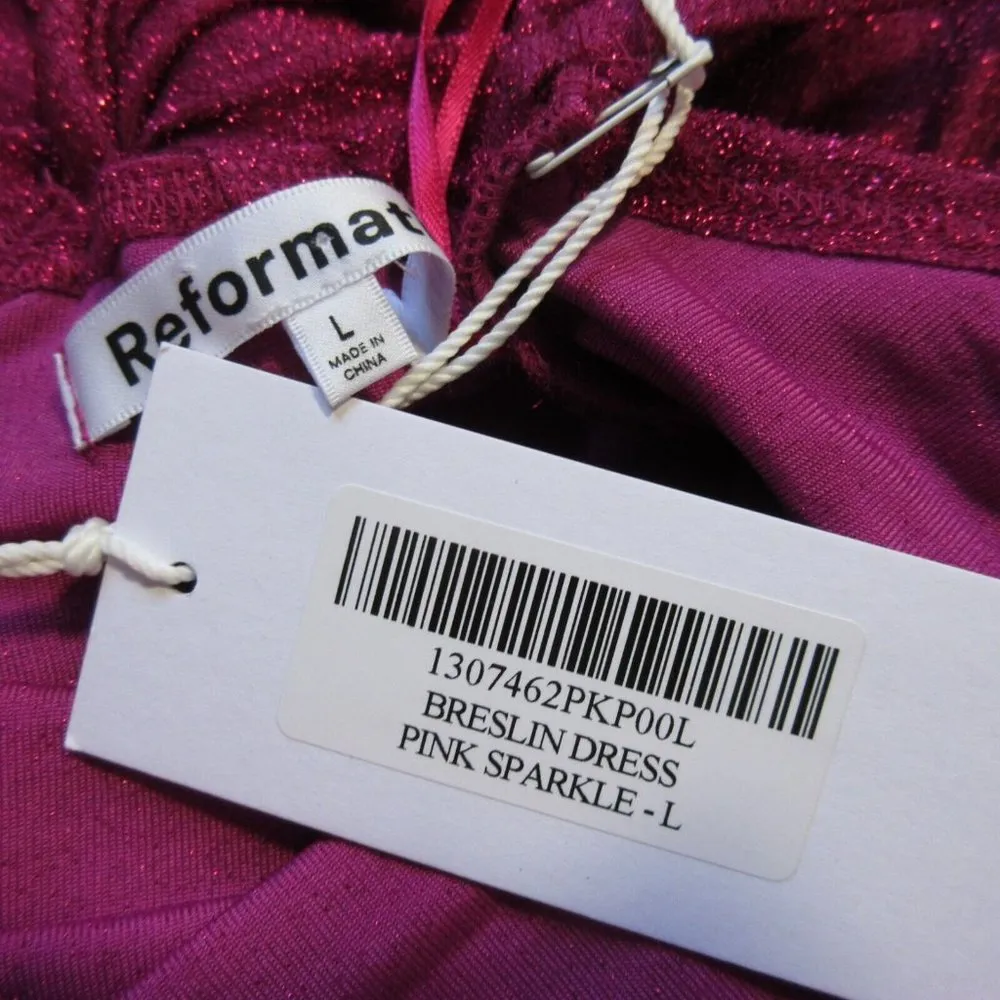 Reformat
L
MADE IN
CHINA
1307462PKP00L
BRESLIN DRESS
PINK SPARKLE - L